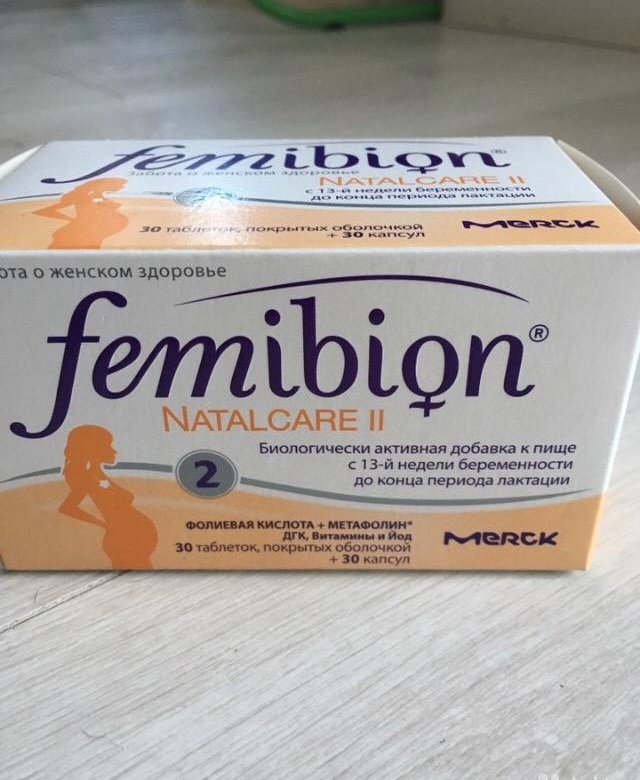 femibion®
Забота о женском здоровье
NATALCARE II
с 13-й недели беременности
до конца периода лактации
30 таблеток, покрытых оболочкой
+ 30 капсул
MERCK
ота о женском здоровье
femibion®
NATALCARE II
2
Биологически активная добавка к пище
с 13-й недели беременности
до конца периода лактации
ФОЛИЕВАЯ КИСЛОТА + МЕТАФОЛИН®
ДГК, Витамины и Йод
30 таблеток, покрытых оболочкой
+ 30 капсул
MERCK